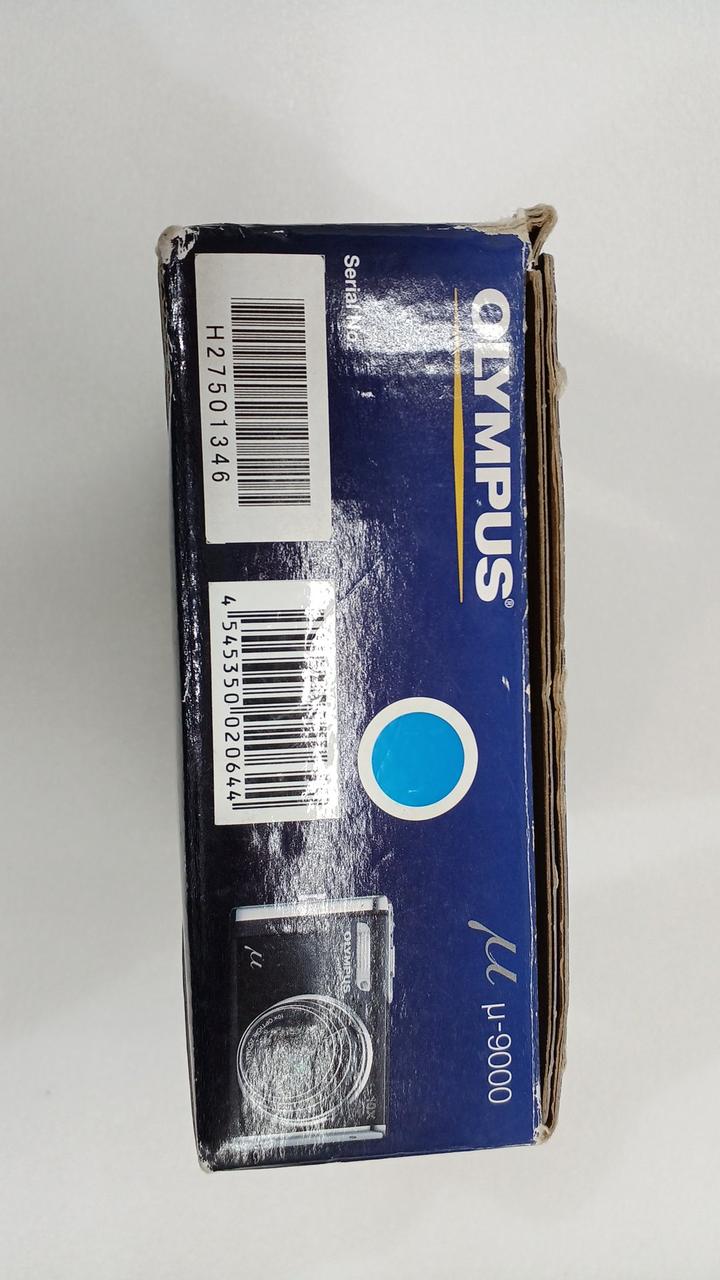 OLYMPUS®
μ μ-9000
Serial No.
H27501346
4 545350 020644
OLYMPUS
μ
10x